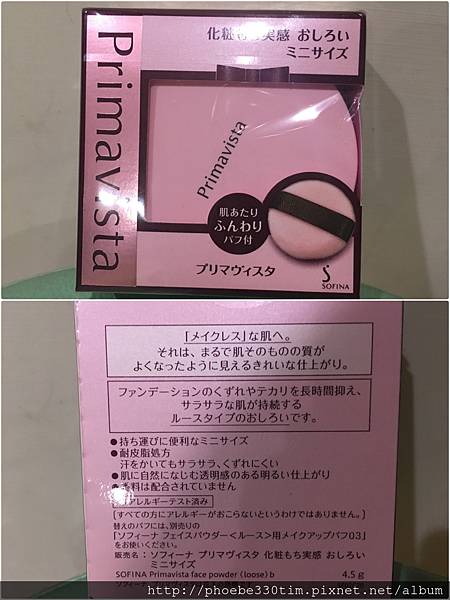 Primavista
化粧もち実感 おしろい
ミニサイズ
Primavista
肌あたり
ふんわり
パフ付
プリマヴィスタ
SOFINA
「メイクレス」な肌へ。
それは、まるで肌そのものの質が
よくなったように見えるきれいな仕上がり。
ファンデーションのくずれやテカリを長時間抑え、
サラサラな肌が持続する
ルースタイプのおしろいです。
●持ち運びに便利なミニサイズ
●耐皮脂処方
汗をかいてもサラサラ、くずれにくい
●肌に自然になじむ透明感のある明るい仕上がり
●香料は配合されていません
アレルギーテスト済み
[すべての方にアレルギーがおこらないというわけではありません。]
替えのパフには、別売りの
「ソフィーナ フェイスパウダー<ルース>用メイクアップパフ03」
をお使いください。
販売名:ソフィーナ プリマヴィスタ 化粧もち実感 おしろい
ミニサイズ
SOFINA Primavista face powder (loose) b 4.5 g
http://phoebe330tim.pixnet.net/album